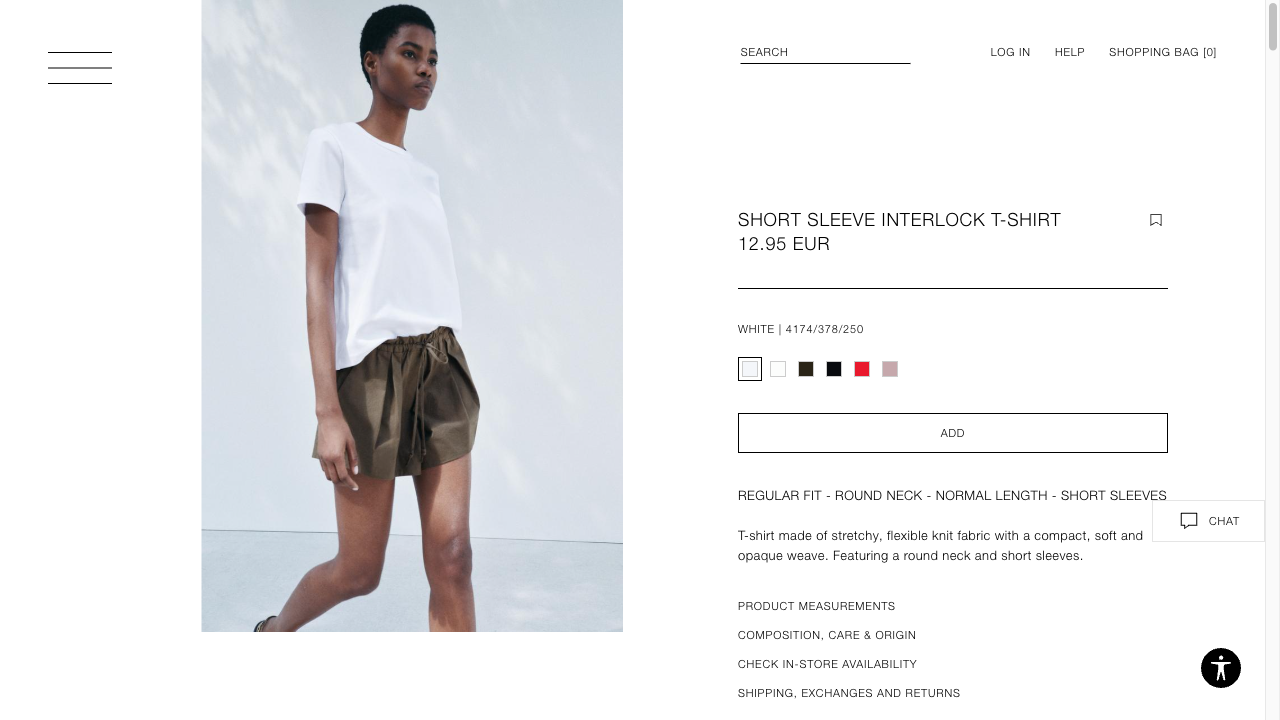 SEARCH
LOG IN
HELP
SHOPPING BAG [0]
SHORT SLEEVE INTERLOCK T-SHIRT
12.95 EUR
WHITE | 4174/378/250
ADD
REGULAR FIT - ROUND NECK - NORMAL LENGTH - SHORT SLEEVES
CHAT
T-shirt made of stretchy, flexible knit fabric with a compact, soft and
opaque weave. Featuring a round neck and short sleeves.
PRODUCT MEASUREMENTS
COMPOSITION, CARE & ORIGIN
CHECK IN-STORE AVAILABILITY
SHIPPING, EXCHANGES AND RETURNS